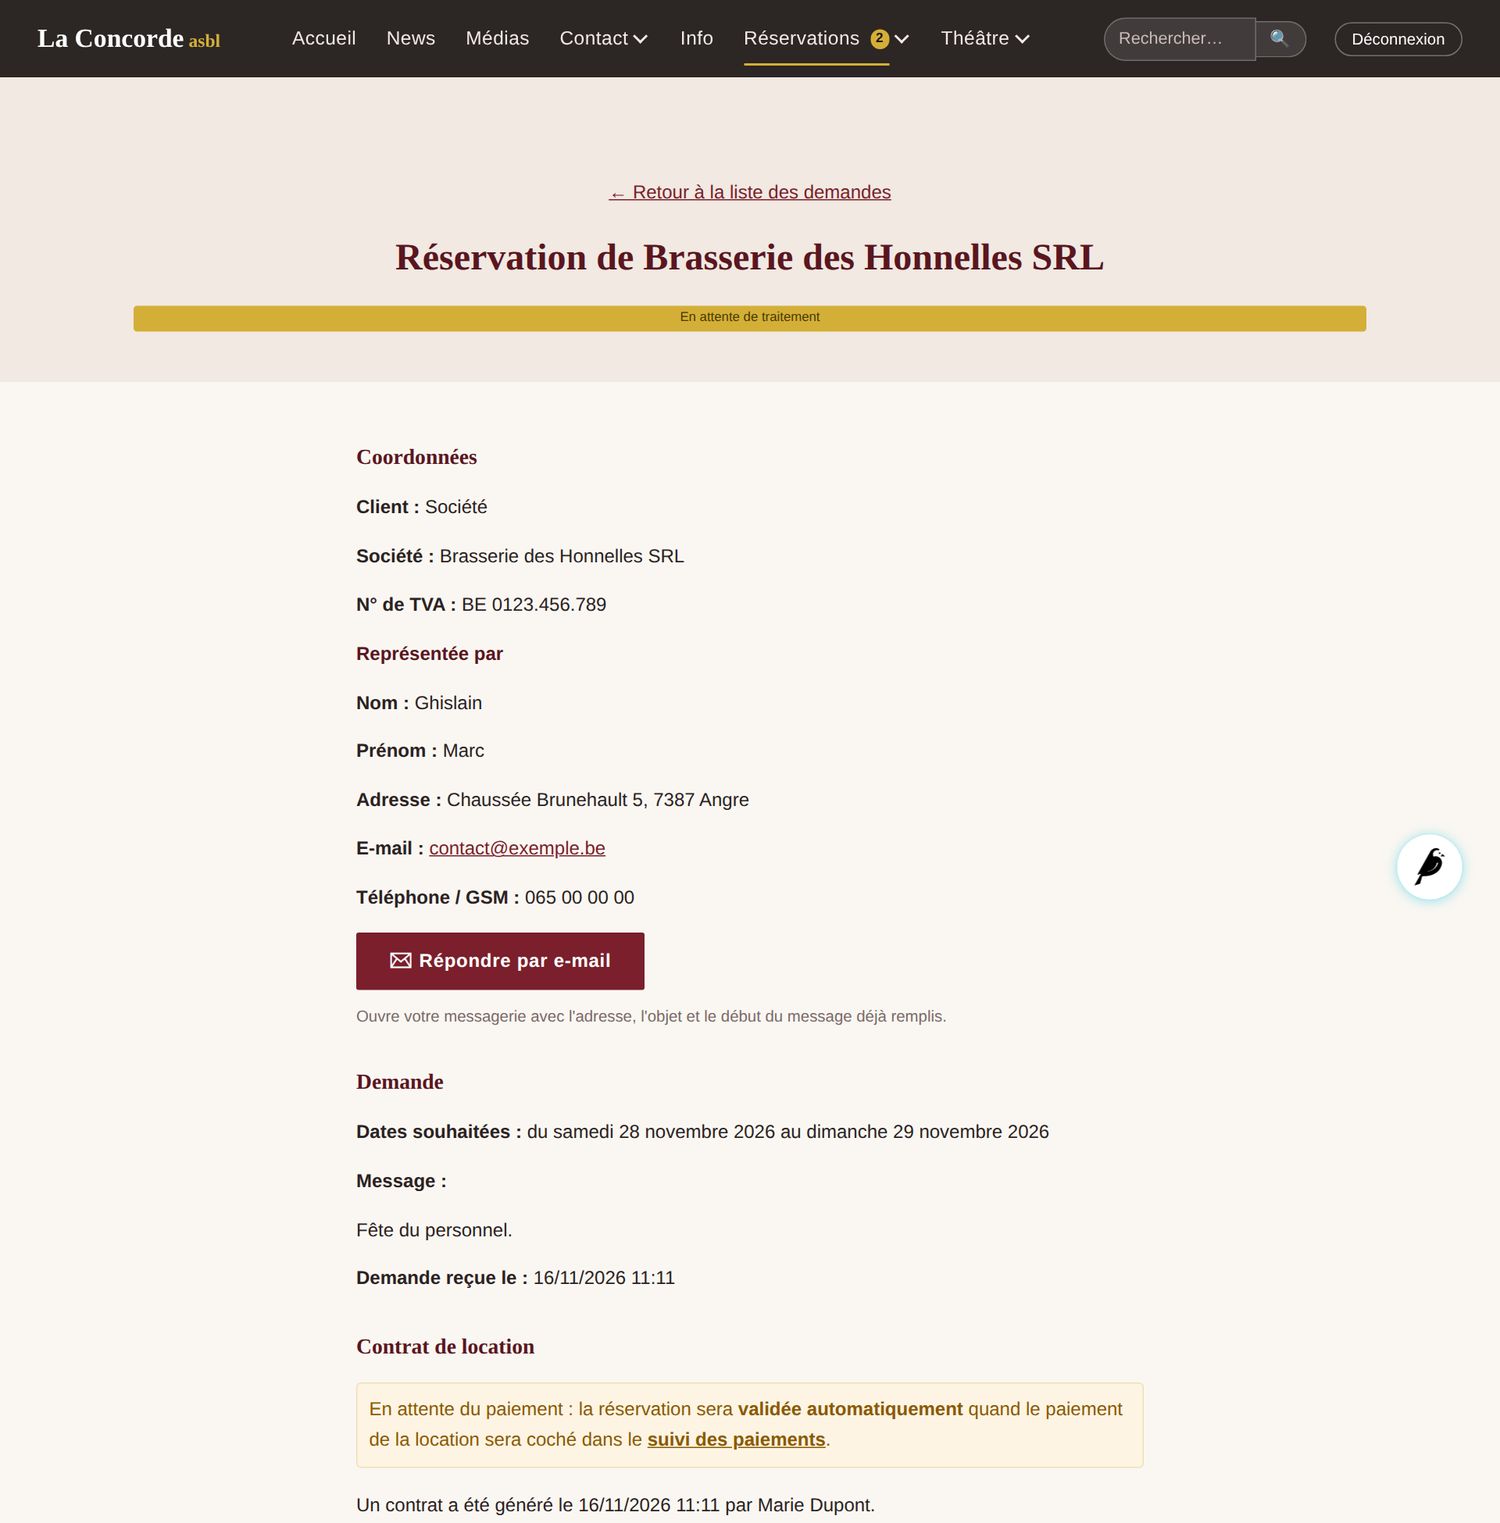 La Concorde asbl
Accueil
News
Médias
Contact
Info
Réservations 2
Théâtre
Rechercher...
Déconnexion
← Retour à la liste des demandes
Réservation de Brasserie des Honnelles SRL
En attente de traitement
Coordonnées
Client : Société
Société : Brasserie des Honnelles SRL
N° de TVA : BE 0123.456.789
Représentée par
Nom : Ghislain
Prénom : Marc
Adresse : Chaussée Brunehault 5, 7387 Angre
E-mail : contact@exemple.be
Téléphone / GSM : 065 00 00 00
Répondre par e-mail
Ouvre votre messagerie avec l'adresse, l'objet et le début du message déjà remplis.
Demande
Dates souhaitées : du samedi 28 novembre 2026 au dimanche 29 novembre 2026
Message :
Fête du personnel.
Demande reçue le : 16/11/2026 11:11
Contrat de location
En attente du paiement : la réservation sera validée automatiquement quand le paiement
de la location sera coché dans le suivi des paiements.
Un contrat a été généré le 16/11/2026 11:11 par Marie Dupont.